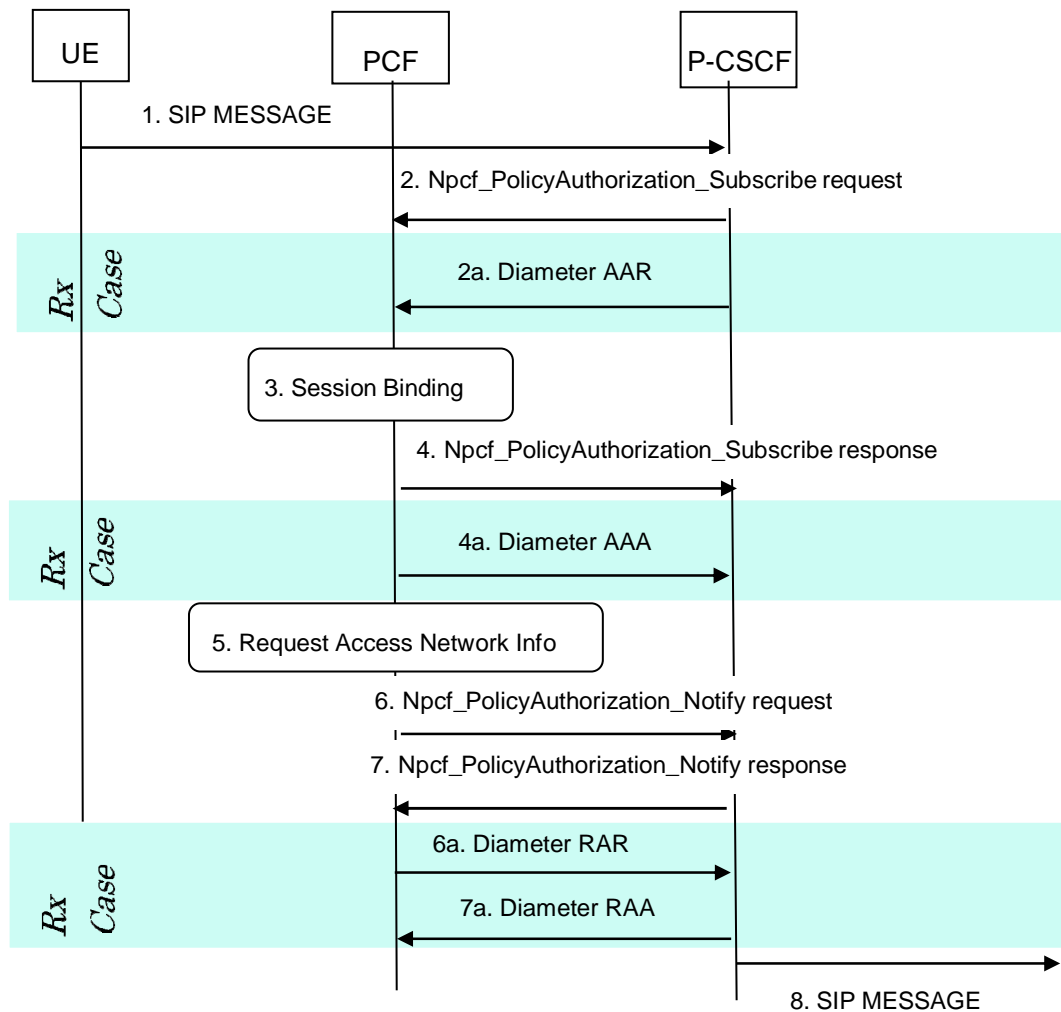 UE
PCF
P-CSCF
1. SIP MESSAGE
2. Npcf_PolicyAuthorization_Subscribe request
Rx
Case
2a. Diameter AAR
3. Session Binding
4. Npcf_PolicyAuthorization_Subscribe response
Rx
Case
4a. Diameter AAA
5. Request Access Network Info
6. Npcf_PolicyAuthorization_Notify request
7. Npcf_PolicyAuthorization_Notify response
Rx
Case
6a. Diameter RAR
7a. Diameter RAA
8. SIP MESSAGE